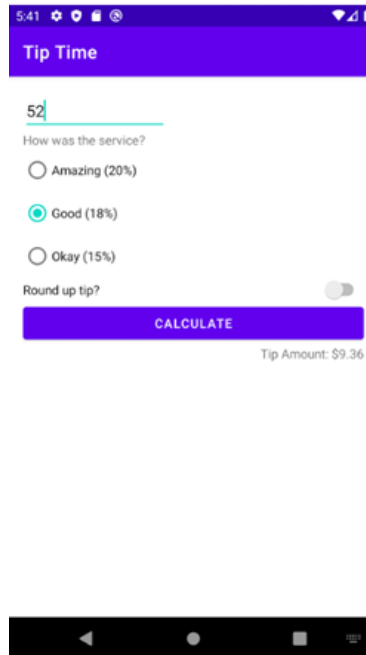 5:41
Tip Time
52
How was the service?
Amazing (20%)
Good (18%)
Okay (15%)
Round up tip?
CALCULATE
Tip Amount: $9.36